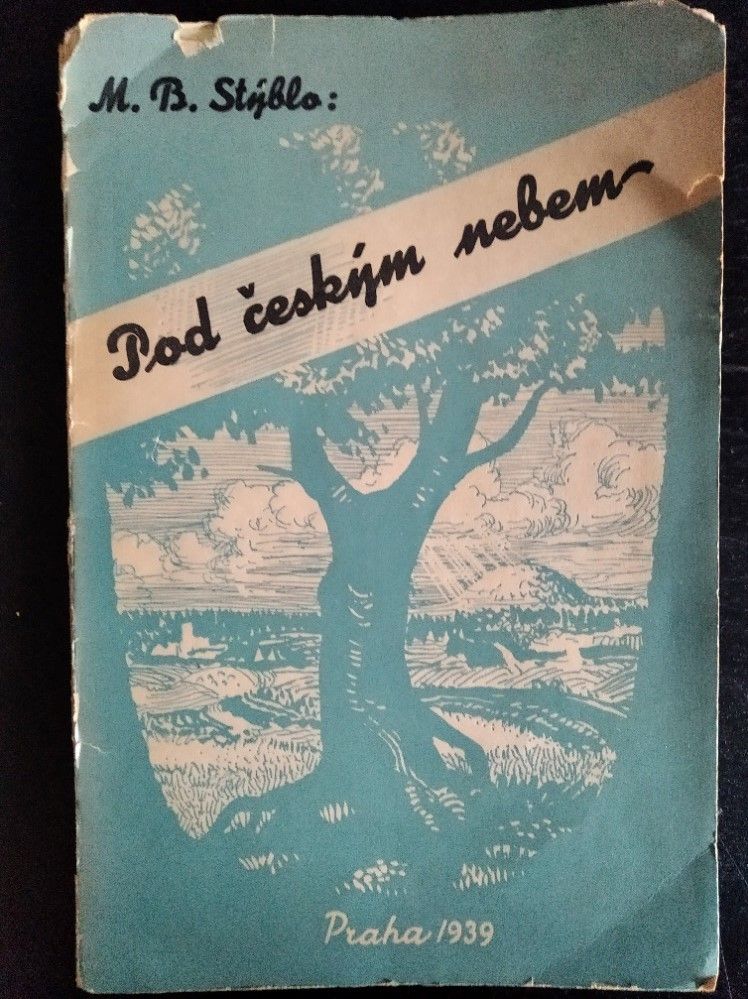 M. B. Stýblo:
Pod českým nebem
Praha 1939